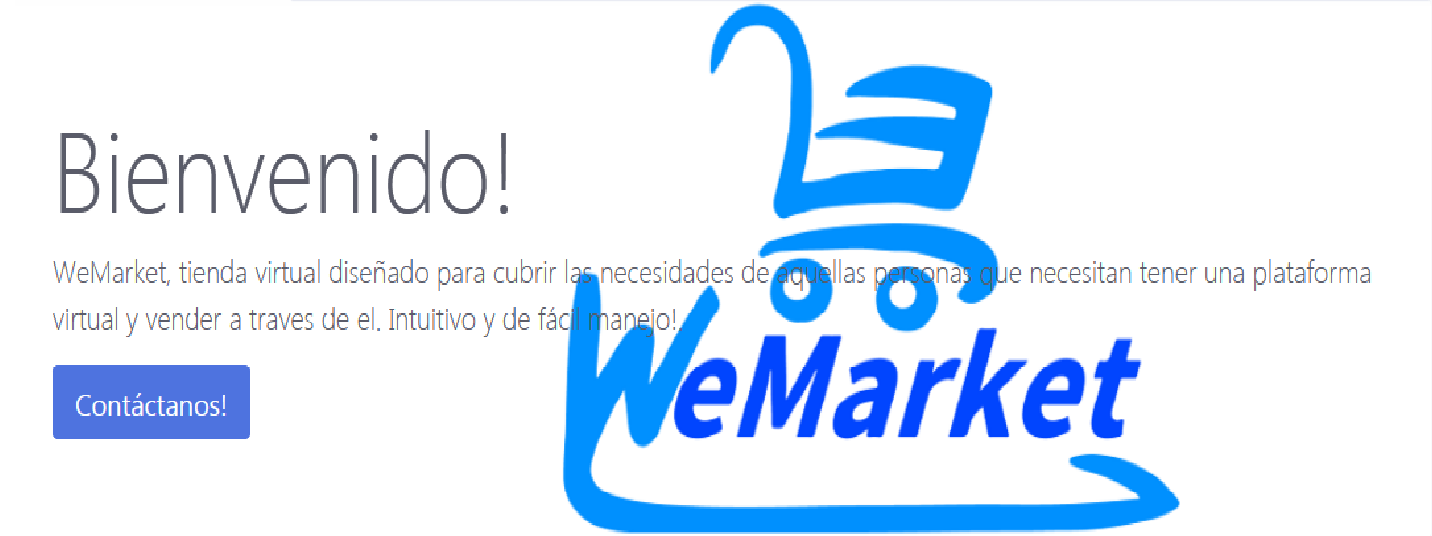 Bienvenido!
WeMarket, tienda virtual diseñado para cubrir las necesidades de aquellas personas que necesitan tener una plataforma
virtual y vender a traves de el. Intuitivo y de fácil manejo!.
WeMarket
Contáctanos!